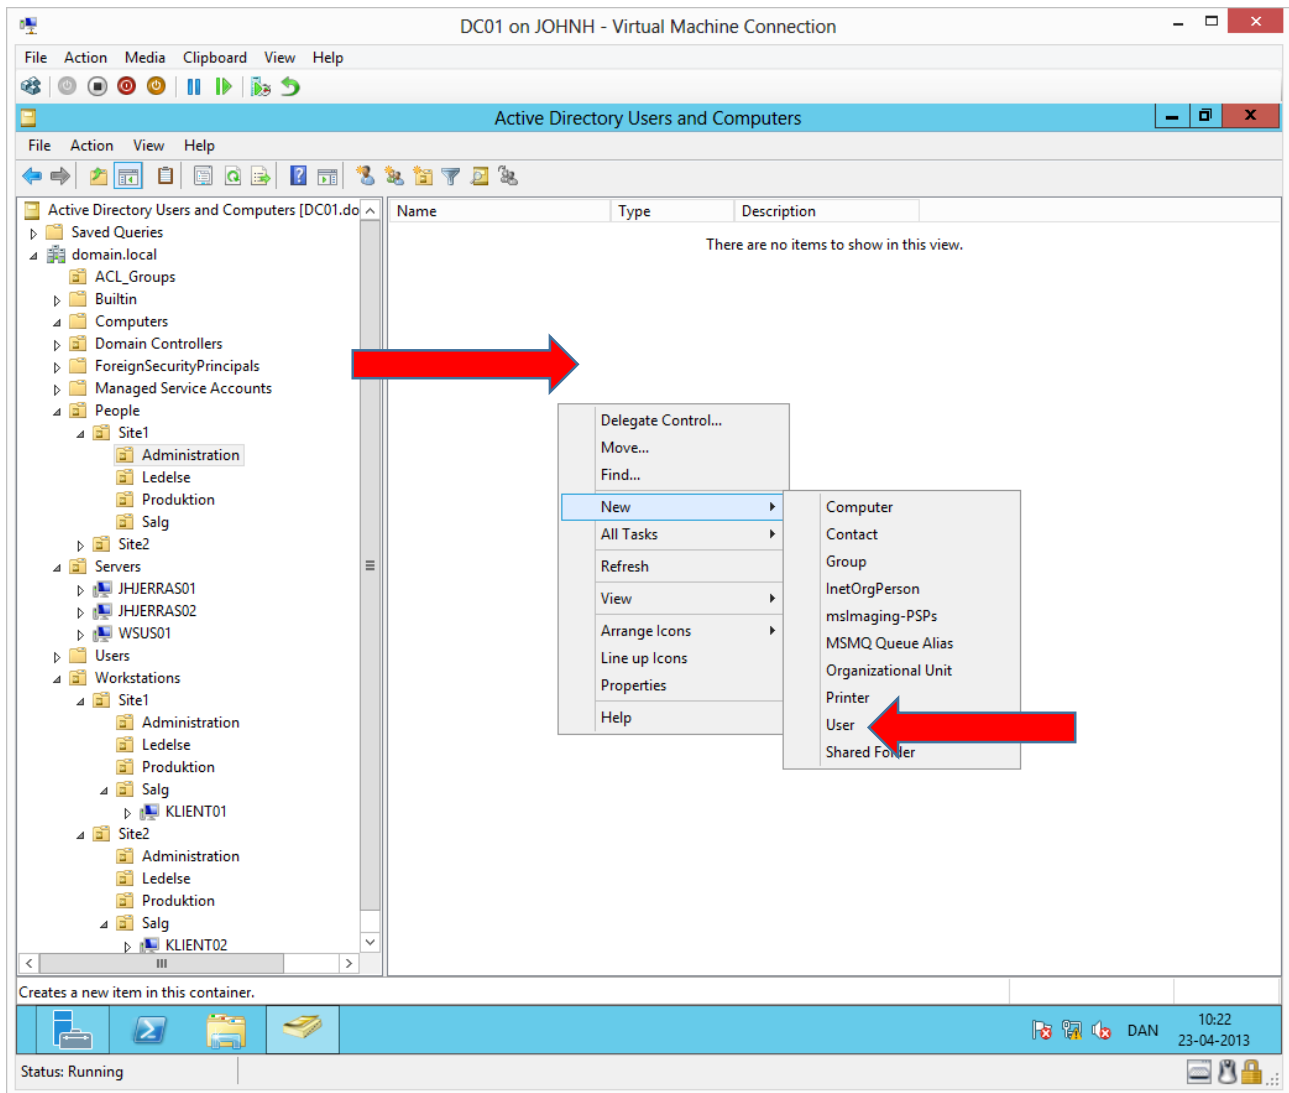 DC01 on JOHNH - Virtual Machine Connection
File Action Media Clipboard View Help
Active Directory Users and Computers
File Action View Help
Active Directory Users and Computers [DC01.do
Saved Queries
domain.local
ACL_Groups
Builtin
Computers
Domain Controllers
ForeignSecurityPrincipals
Managed Service Accounts
People
Site1
Administration
Ledelse
Produktion
Salg
Site2
Servers
JHJERRAS01
JHJERRAS02
WSUS01
Users
Workstations
Site1
Administration
Ledelse
Produktion
Salg
KLIENT01
Site2
Administration
Ledelse
Produktion
Salg
KLIENT02
Name Type Description
There are no items to show in this view.
Delegate Control...
Move...
Find...
New
All Tasks
Refresh
View
Arrange Icons
Line up Icons
Properties
Help
Computer
Contact
Group
InetOrgPerson
msImaging-PSPs
MSMQ Queue Alias
Organizational Unit
Printer
User
Shared Folder
Creates a new item in this container.
DAN
10:22
23-04-2013
Status: Running